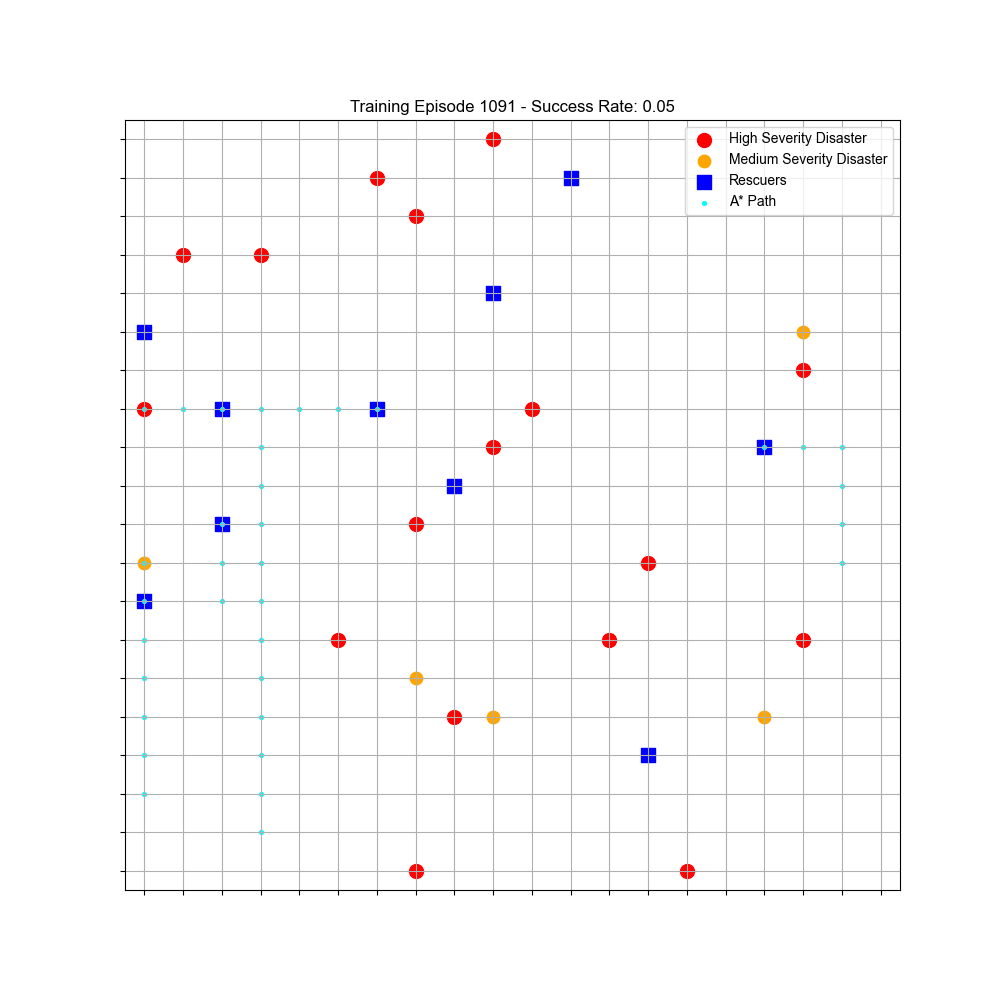 Training Episode 1091 - Success Rate: 0.05
High Severity Disaster
Medium Severity Disaster
Rescuers
A* Path